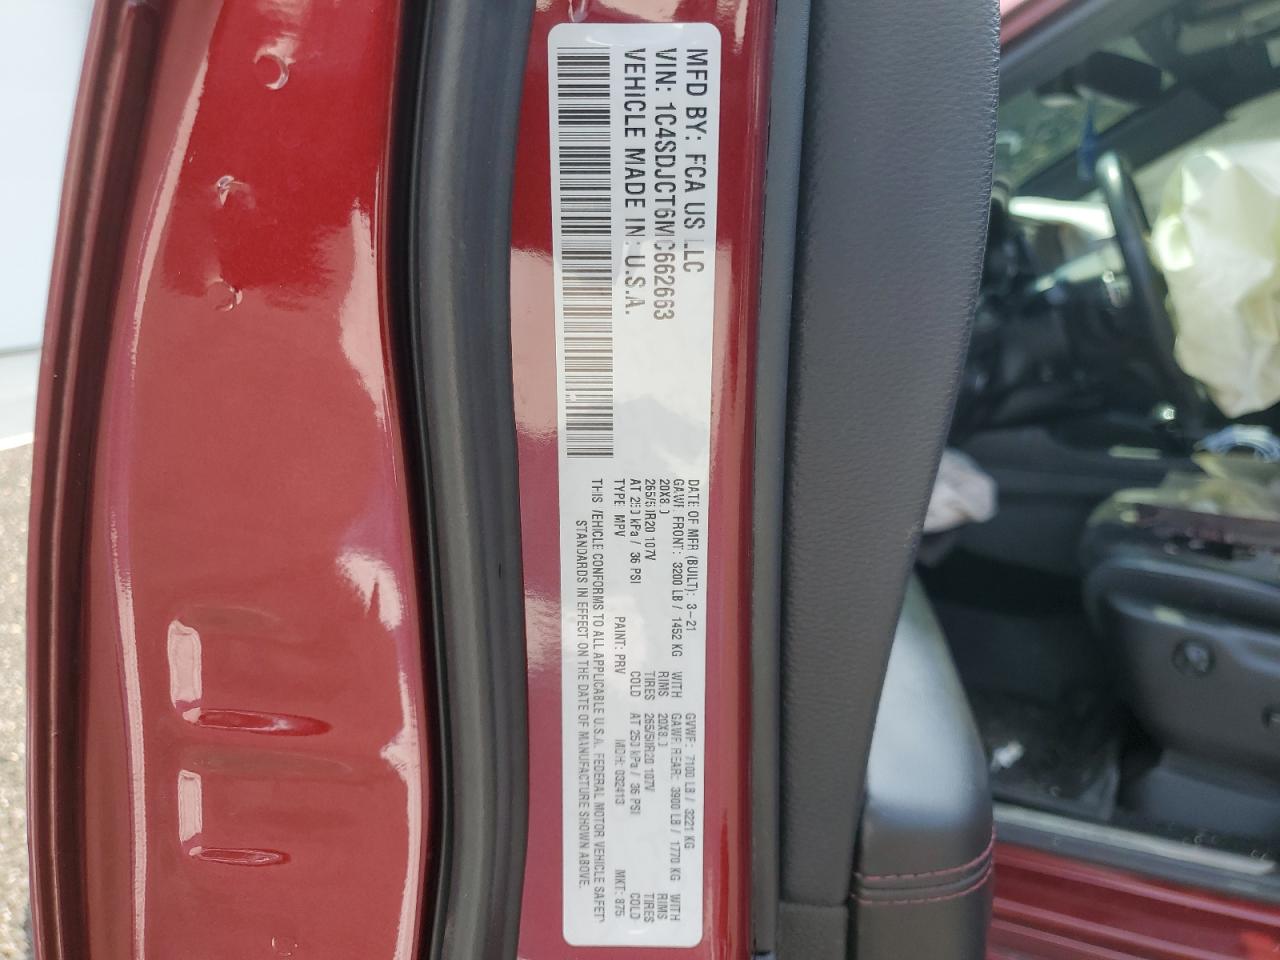 MFD BY: FCA US LLC
VIN: 1C4SDJCT6MC662663
VEHICLE MADE IN: U.S.A.
DATE OF MFR (BUILT): 3-21 GVWR: 7100 LB / 3221 KG
GAWR FRONT: 3200 LB / 1452 KG WITH GAWR REAR: 3900 LB / 1770 KG WITH
20X8.0 RIMS 20X8.0 RIMS
265/50R20 107V TIRES 265/50R20 107V TIRES
AT 250 kPa / 36 PSI COLD AT 250 kPa / 36 PSI COLD
TYPE: MPV PAINT: PRV MDH: 032413 MKT: 875
THIS VEHICLE CONFORMS TO ALL APPLICABLE U.S.A. FEDERAL MOTOR VEHICLE SAFETY
STANDARDS IN EFFECT ON THE DATE OF MANUFACTURE SHOWN ABOVE.